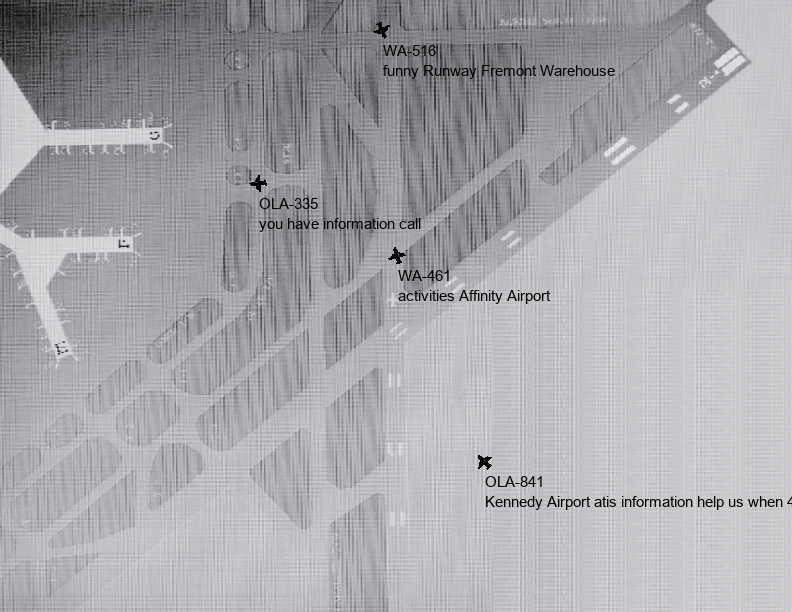 WA-516
funny Runway Fremont Warehouse
OLA-335
you have information call
WA-461
activities Affinity Airport
OLA-841
Kennedy Airport atis information help us when 4